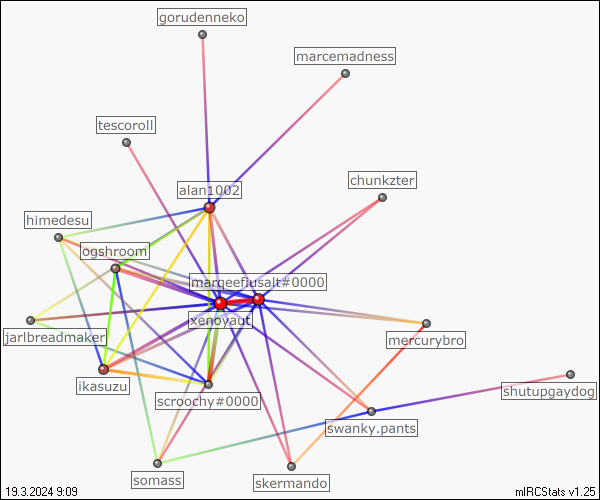 gorudenneko
marcemadness
tescoroll
chunkzter
alan1002
himedesu
ogshroom
marqeeflusalt#0000
xenoyaut
jarlbreadmaker
mercurybro
ikasuzu
scroochy#0000
shutupgaydog
swanky.pants
somass
skermando
19.3.2024 9:09
mIRCStats v1.25